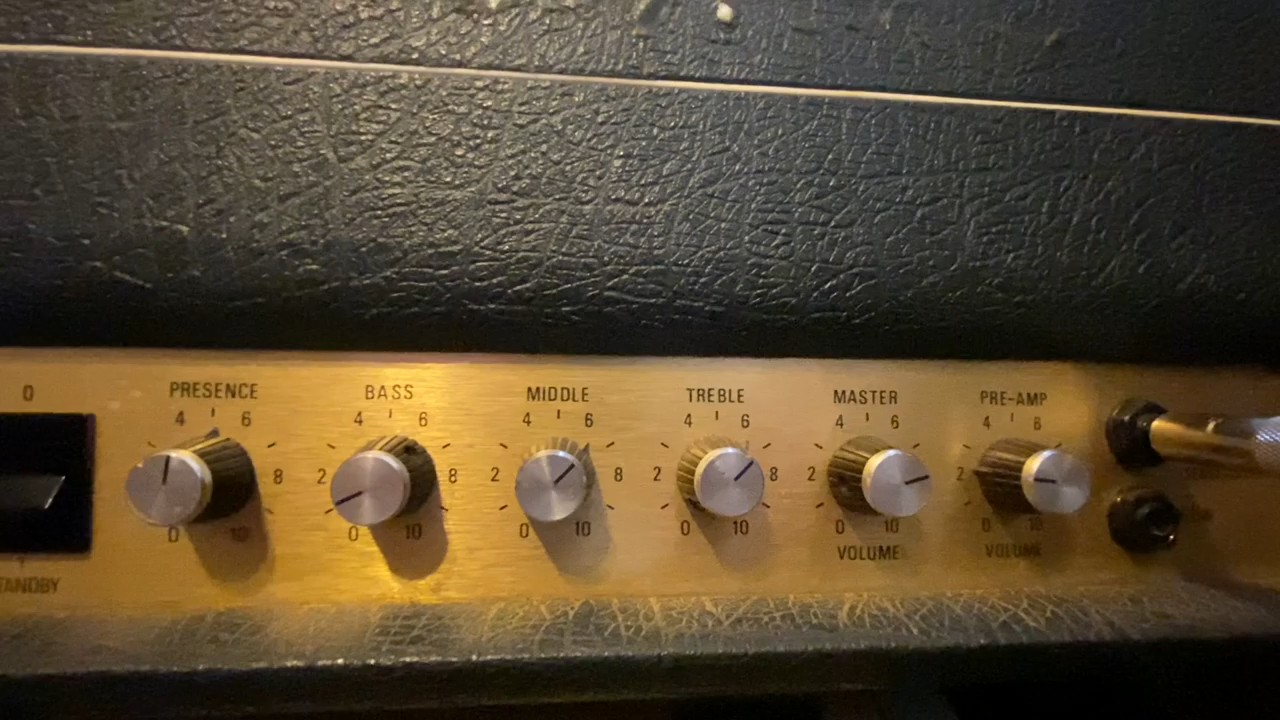 0
PRESENCE
4 6
8
0 10
BASS
4 6
2 8
0 10
MIDDLE
4 6
2 8
0 10
TREBLE
4 6
2 8
0 10
MASTER
4 6
2
0 10
VOLUME
PRE-AMP
4 6
2
0 10
VOLUME
TANDBY